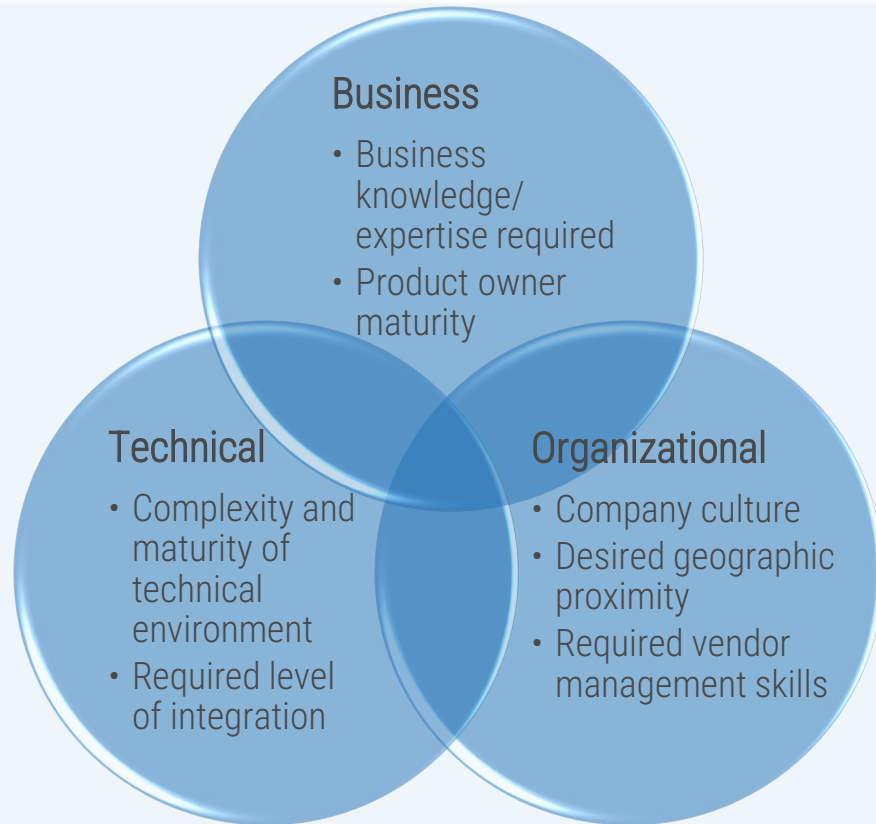 Business
• Business
knowledge/
expertise required
• Product owner
maturity
Technical
• Complexity and
maturity of
technical
environment
• Required level
of integration
Organizational
• Company culture
• Desired geographic
proximity
• Required vendor
management skills